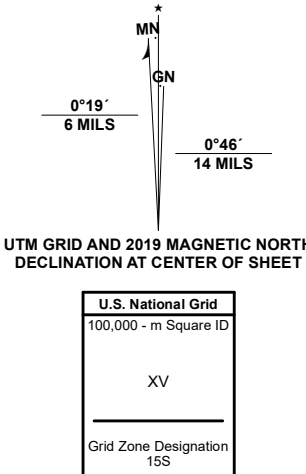 ★
MN
GN
0°19´
6 MILS
0°46´
14 MILS
UTM GRID AND 2019 MAGNETIC NORTH
DECLINATION AT CENTER OF SHEET
U.S. National Grid
100,000 - m Square ID
XV
Grid Zone Designation
15S